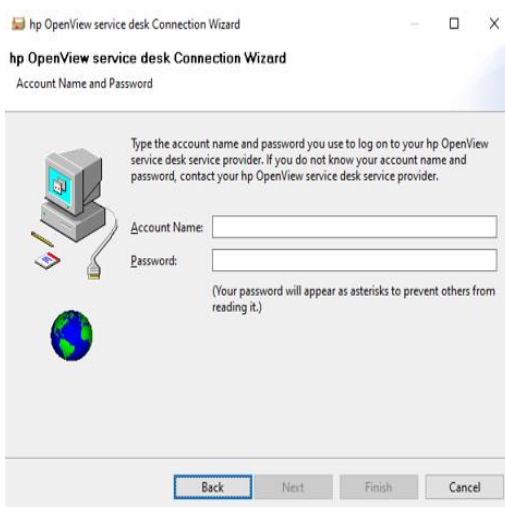 hp OpenView service desk Connection Wizard
hp OpenView service desk Connection Wizard
Account Name and Password
Type the account name and password you use to log on to your hp OpenView
service desk service provider. If you do not know your account name and
password, contact your hp OpenView service desk service provider.
Account Name:
Password:
(Your password will appear as asterisks to prevent others from
reading it.)
Back Next Finish Cancel